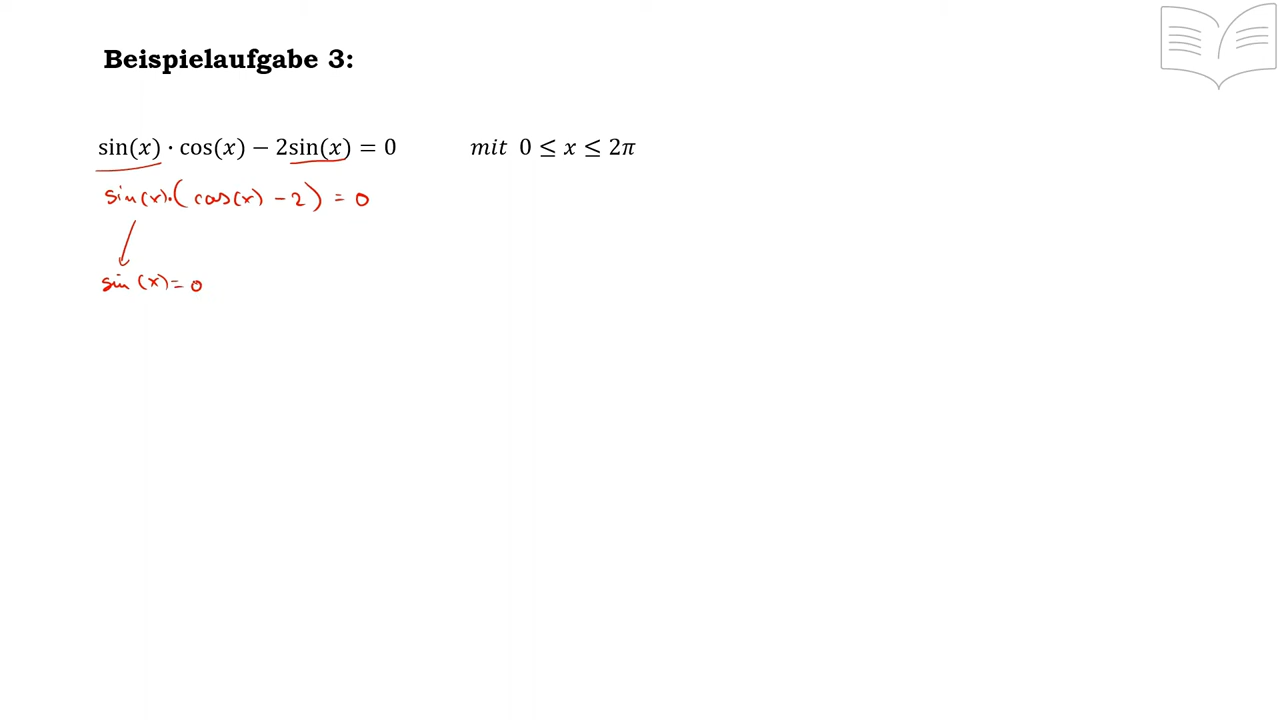 Beispielaufgabe 3:
sin(x) · cos(x) − 2sin(x) = 0 mit 0 ≤ x ≤ 2π
sin(x)·(cos(x) − 2) = 0
sin(x) = 0